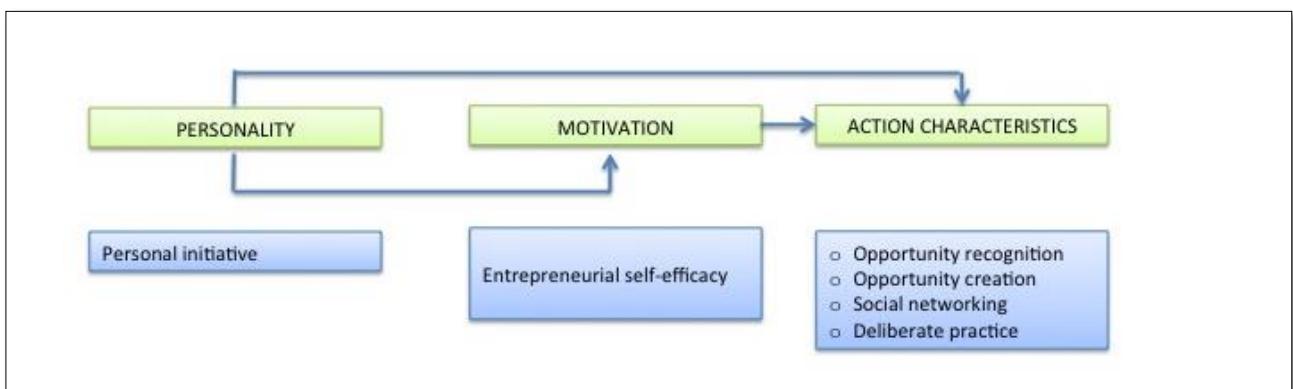 PERSONALITY
MOTIVATION
ACTION CHARACTERISTICS
Personal initiative
Entrepreneurial self-efficacy
o Opportunity recognition
o Opportunity creation
o Social networking
o Deliberate practice